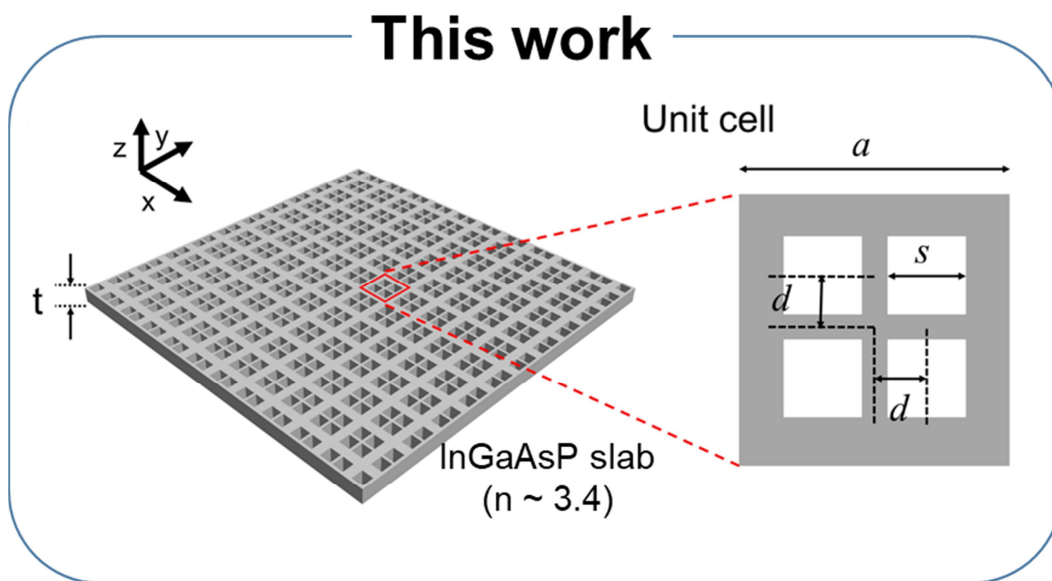 This work
Unit cell
z
y
x
t
a
s
d
d
InGaAsP slab
(n ~ 3.4)